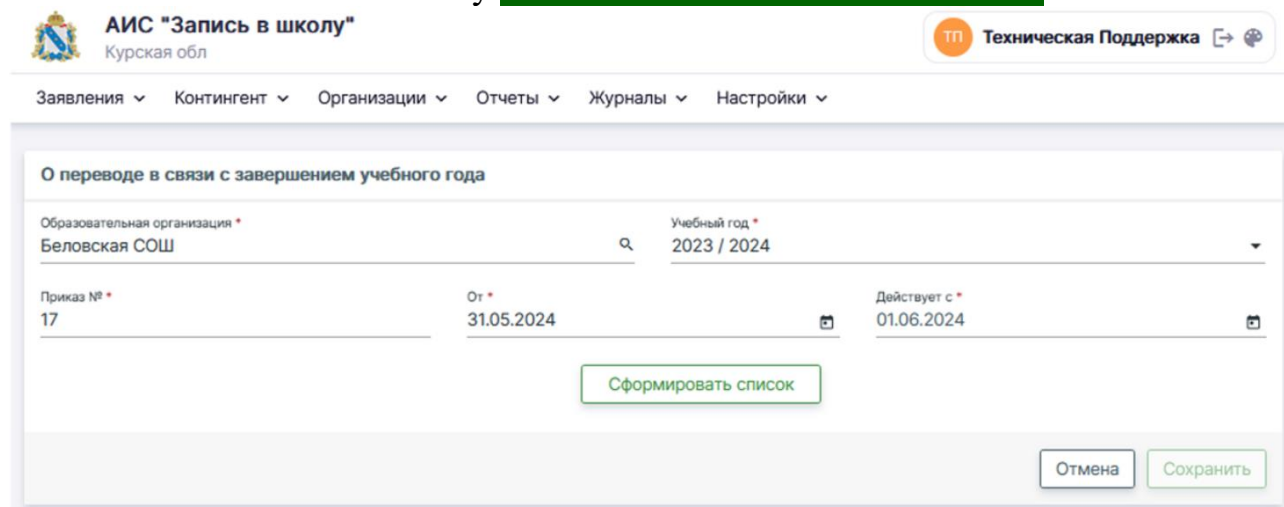 АИС "Запись в школу"
Курская обл
ТП Техническая Поддержка
Заявления Контингент Организации Отчеты Журналы Настройки
О переводе в связи с завершением учебного года
Образовательная организация * Учебный год *
Беловская СОШ 2023 / 2024
Приказ № * От * Действует с *
17 31.05.2024 01.06.2024
Сформировать список
Отмена Сохранить